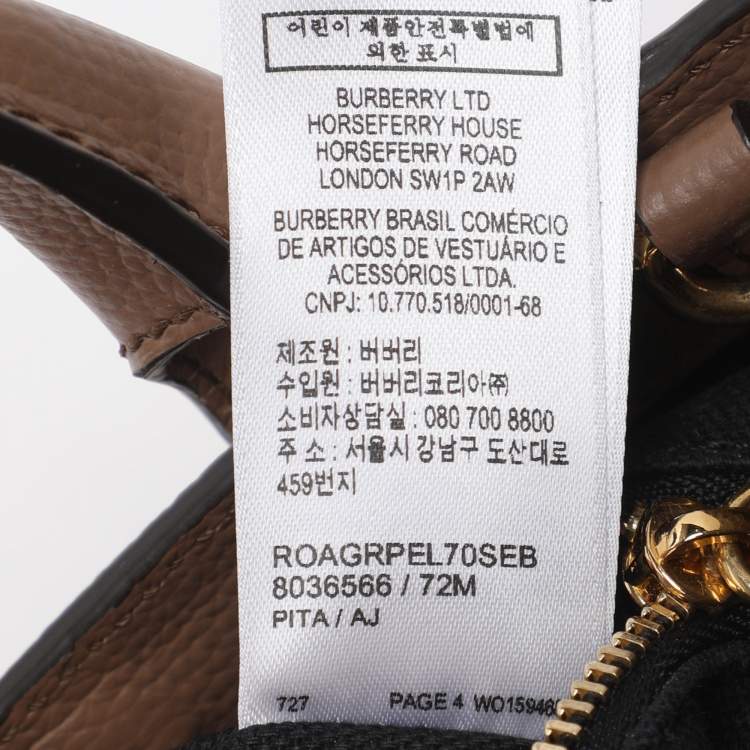 어린이 제품안전특별법에
의한 표시
BURBERRY LTD
HORSEFERRY HOUSE
HORSEFERRY ROAD
LONDON SW1P 2AW
BURBERRY BRASIL COMÉRCIO
DE ARTIGOS DE VESTUÁRIO E
ACESSÓRIOS LTDA.
CNPJ: 10.770.518/0001-68
제조원 : 버버리
수입원 : 버버리코리아㈜
소비자상담실 : 080 700 8800
주 소 : 서울시 강남구 도산대로
459번지
ROAGRPEL70SEB
8036566 / 72M
PITA / AJ
727 PAGE 4